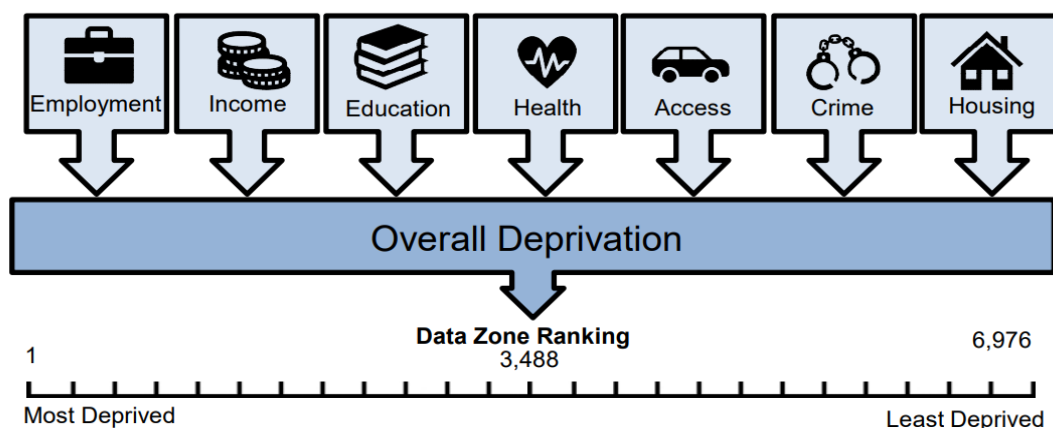 Employment
Income
Education
Health
Access
Crime
Housing
Overall Deprivation
Data Zone Ranking
1
3,488
6,976
Most Deprived
Least Deprived